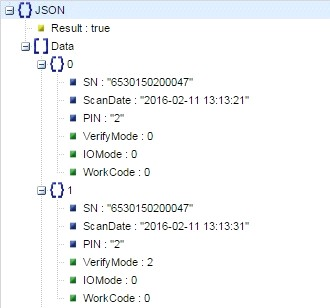 JSON
Result : true
Data
0
SN : "6530150200047"
ScanDate : "2016-02-11 13:13:21"
PIN : "2"
VerifyMode : 0
IOMode : 0
WorkCode : 0
1
SN : "6530150200047"
ScanDate : "2016-02-11 13:13:31"
PIN : "2"
VerifyMode : 2
IOMode : 0
WorkCode : 0